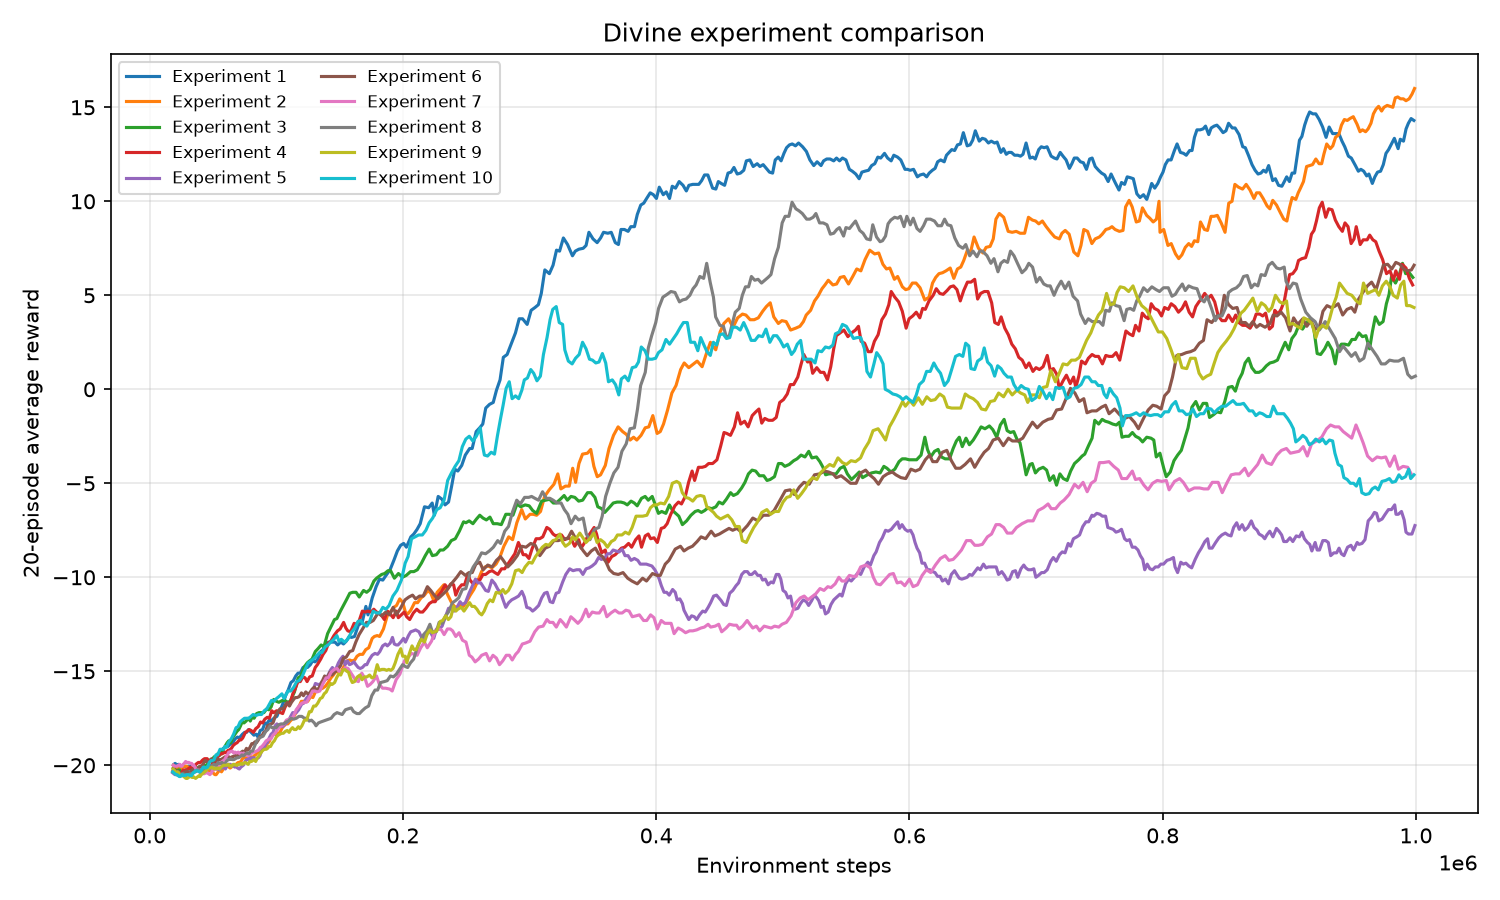 Divine experiment comparison
Experiment 1
Experiment 2
Experiment 3
Experiment 4
Experiment 5
Experiment 6
Experiment 7
Experiment 8
Experiment 9
Experiment 10
20-episode average reward
15
10
5
0
−5
−10
−15
−20
0.0
0.2
0.4
0.6
0.8
1.0
1e6
Environment steps